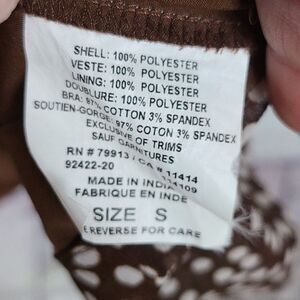 SHELL: 100% POLYESTER
VESTE: 100% POLYESTER
LINING: 100% POLYESTER
DOUBLURE: 100% POLYESTER
BRA: 97% COTTON 3% SPANDEX
SOUTIEN-GORGE: 97% COTON 3% SPANDEX
EXCLUSIVE OF TRIMS
SAUF GARNITURES
RN # 79913 / CA # 11414
92422-20
MADE IN INDIA
FABRIQUE EN INDE
SIZE S
REVERSE FOR CARE